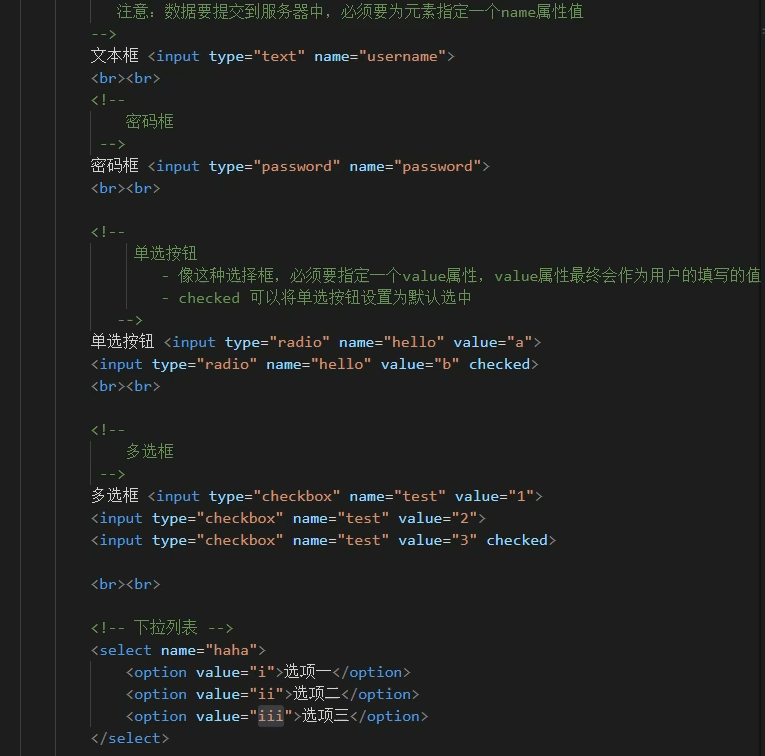 注意：数据要提交到服务器中，必须要为元素指定一个name属性值
-->
文本框 <input type="text" name="username">
<br><br>
<!--
密码框
-->
密码框 <input type="password" name="password">
<br><br>
<!--
单选按钮
- 像这种选择框，必须要指定一个value属性，value属性最终会作为用户的填写的值
- checked 可以将单选按钮设置为默认选中
-->
单选按钮 <input type="radio" name="hello" value="a">
<input type="radio" name="hello" value="b" checked>
<br><br>
<!--
多选框
-->
多选框 <input type="checkbox" name="test" value="1">
<input type="checkbox" name="test" value="2">
<input type="checkbox" name="test" value="3" checked>
<br><br>
<!-- 下拉列表 -->
<select name="haha">
<option value="i">选项一</option>
<option value="ii">选项二</option>
<option value="iii">选项三</option>
</select>